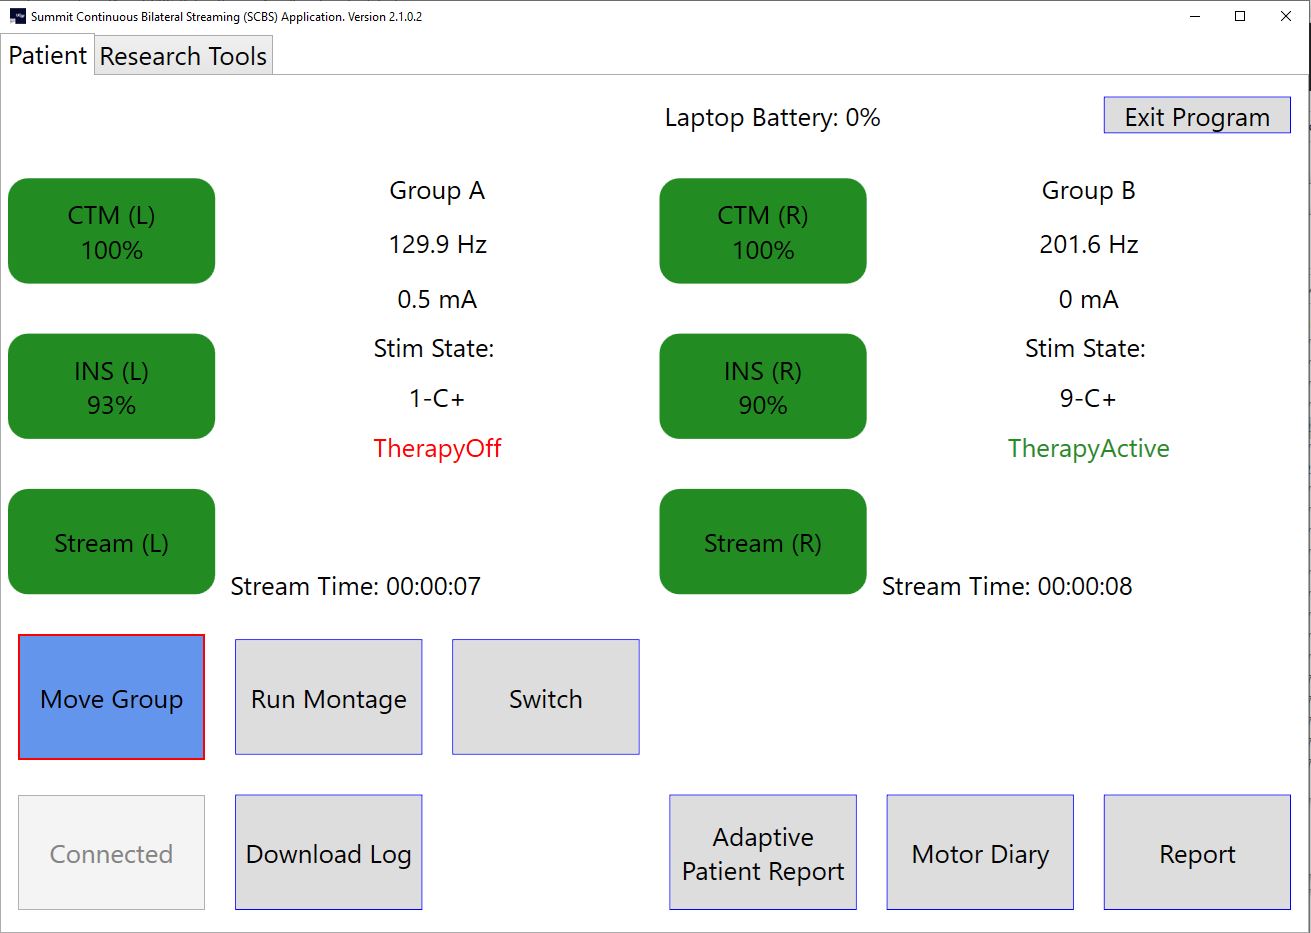 Summit Continuous Bilateral Streaming (SCBS) Application. Version 2.1.0.2
Patient
Research Tools
Laptop Battery: 0%
Exit Program
CTM (L)
100%
Group A
129.9 Hz
0.5 mA
INS (L)
93%
Stim State:
1-C+
TherapyOff
Stream (L)
Stream Time: 00:00:07
CTM (R)
100%
Group B
201.6 Hz
0 mA
INS (R)
90%
Stim State:
9-C+
TherapyActive
Stream (R)
Stream Time: 00:00:08
Move Group
Run Montage
Switch
Connected
Download Log
Adaptive
Patient Report
Motor Diary
Report